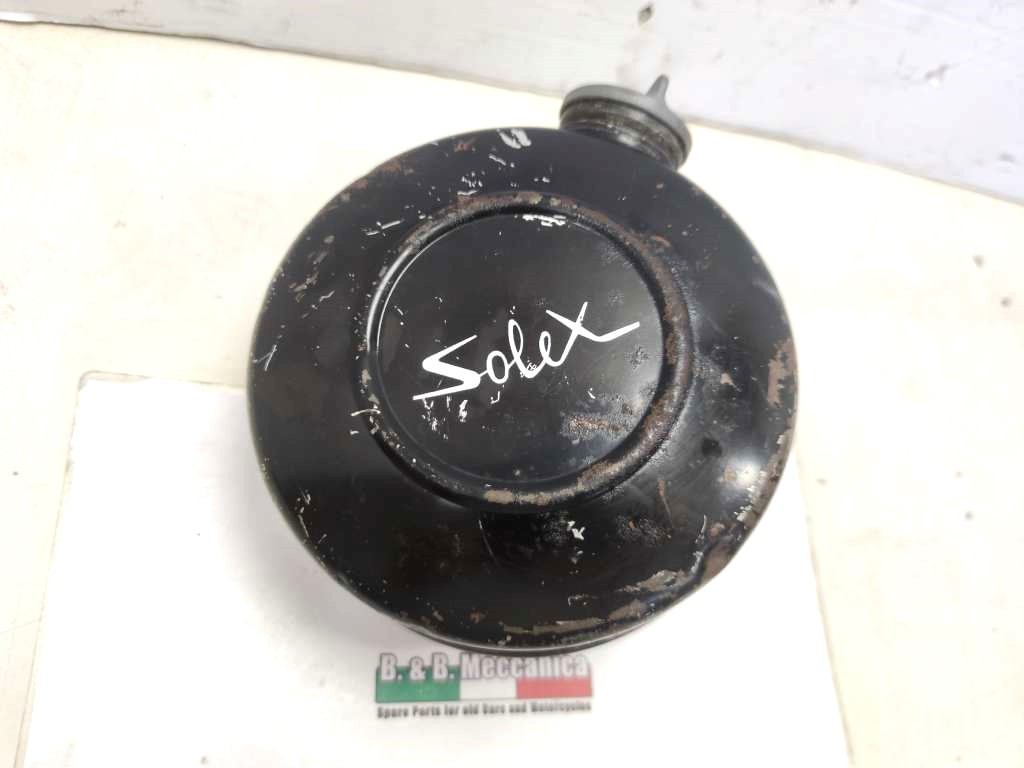 Solex
B. & B. Meccanica
Spare Parts for old Cars and Motorcycles